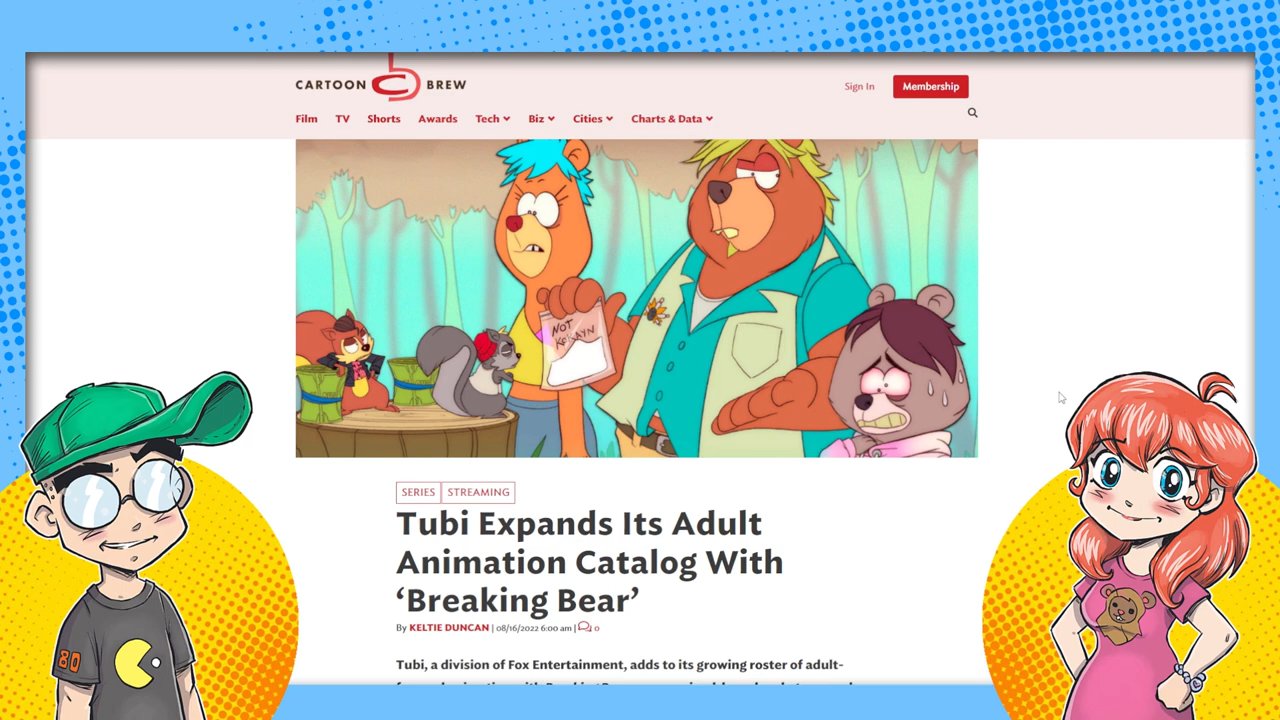 CARTOON BREW
Sign In
Membership
Film TV Shorts Awards Tech Biz Cities Charts & Data
NOT
SERIES STREAMING
Tubi Expands Its Adult
Animation Catalog With
‘Breaking Bear’
By KELTIE DUNCAN | 08/16/2022 6:00 am | 0
Tubi, a division of Fox Entertainment, adds to its growing roster of adult-
80